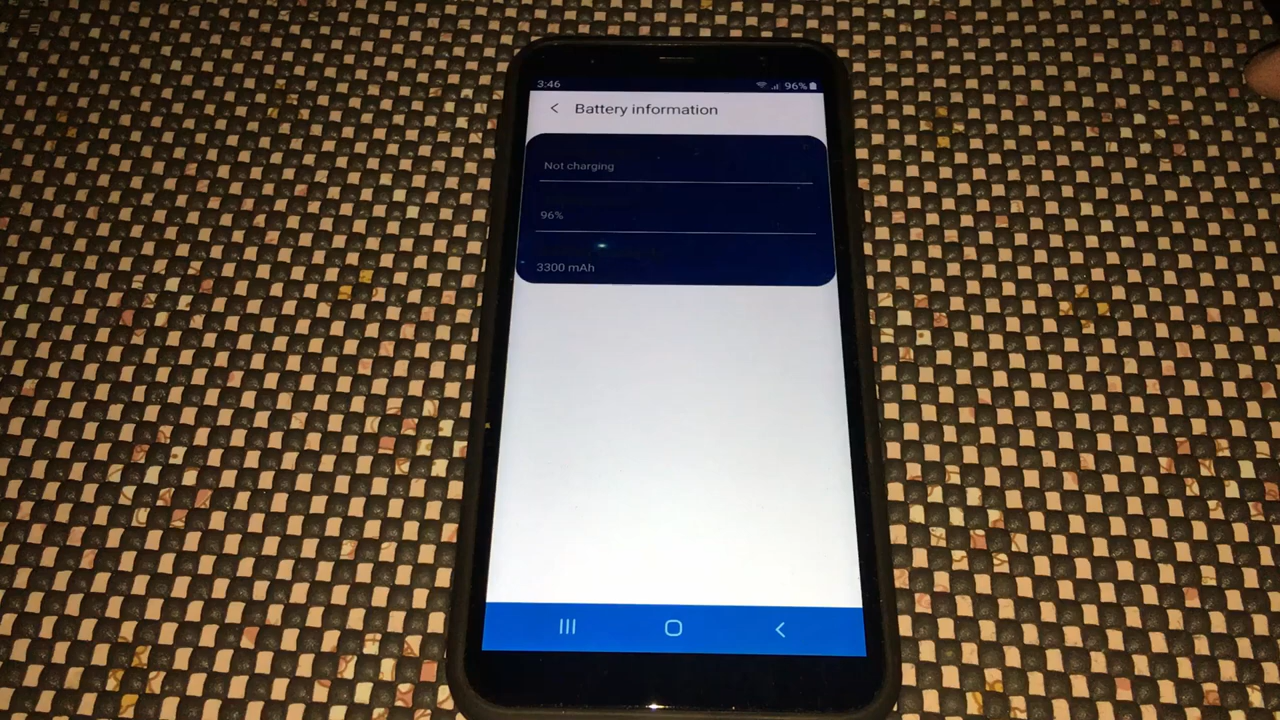 3:46
96%
Battery information
Not charging
96%
3300 mAh